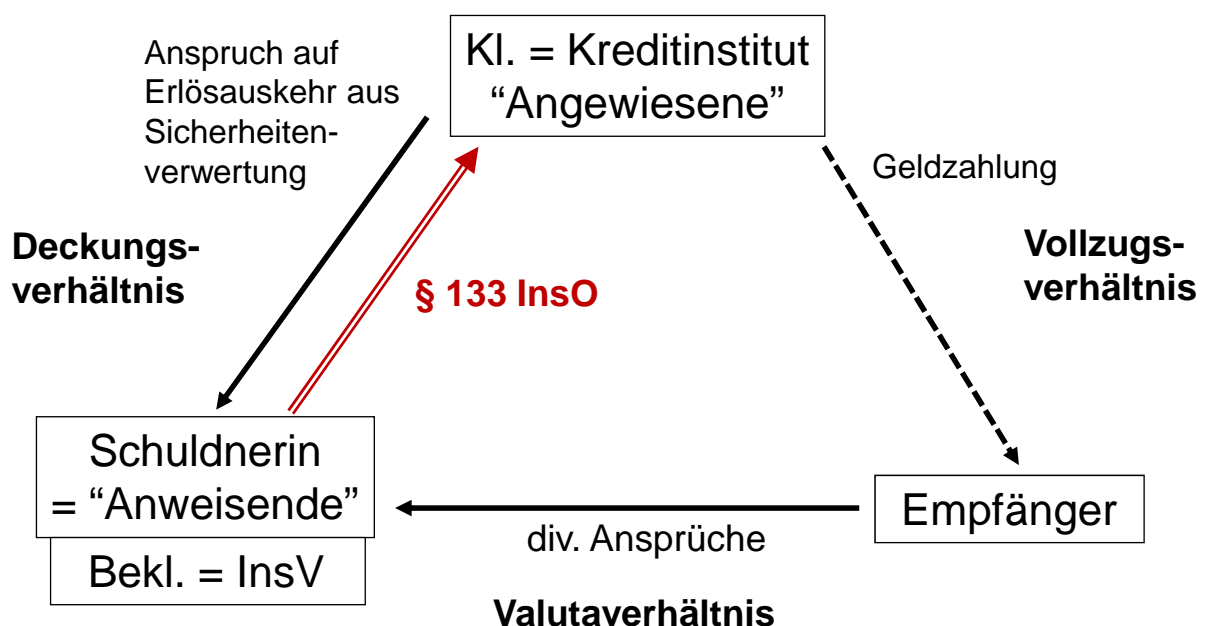 Anspruch auf
Erlösauskehr aus
Sicherheiten-
verwertung
Kl. = Kreditinstitut
“Angewiesene”
Geldzahlung
Deckungs-
verhältnis
§ 133 InsO
Vollzugs-
verhältnis
Schuldnerin
= “Anweisende”
Bekl. = InsV
div. Ansprüche
Empfänger
Valutaverhältnis